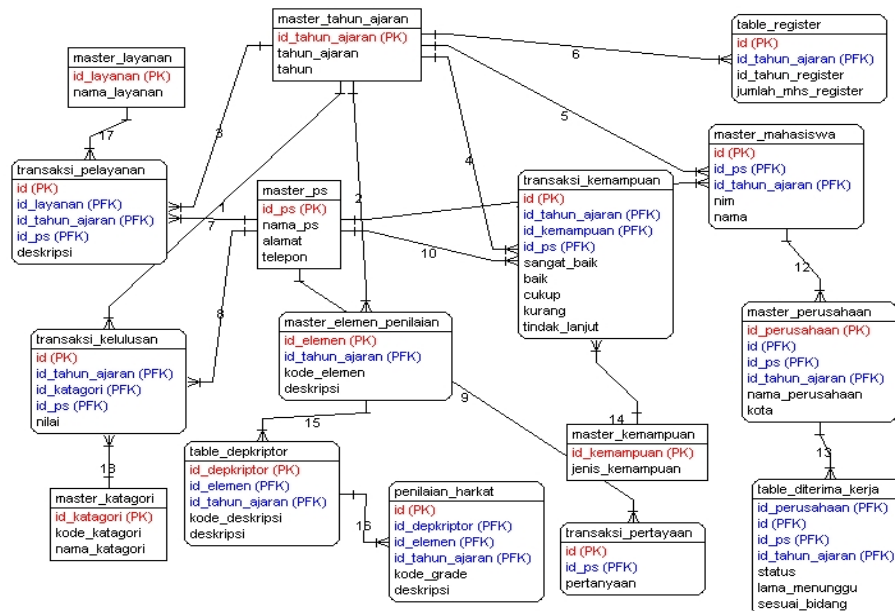 master_tahun_ajaran
id_tahun_ajaran (PK)
tahun_ajaran
tahun
table_register
id (PK)
id_tahun_ajaran (PFK)
id_tahun_register
jumlah_mhs_register
master_layanan
id_layanan (PK)
nama_layanan
6
17
3
5
4
master_mahasiswa
id (PK)
id_ps (PFK)
id_tahun_ajaran (PFK)
nim
nama
transaksi_pelayanan
id (PK)
id_layanan (PFK)
id_tahun_ajaran (PFK)
id_ps (PFK)
deskripsi
1
7
2
10
master_ps
id_ps (PK)
nama_ps
alamat
telepon
transaksi_kemampuan
id (PK)
id_tahun_ajaran (PFK)
id_kemampuan (PFK)
id_ps (PFK)
sangat_baik
baik
cukup
kurang
tindak_lanjut
12
8
master_elemen_penilaian
id_elemen (PK)
id_tahun_ajaran (PFK)
kode_elemen
deskripsi
master_perusahaan
id_perusahaan (PK)
id (PFK)
id_ps (PFK)
id_tahun_ajaran (PFK)
nama_perusahaan
kota
transaksi_kelulusan
id (PK)
id_tahun_ajaran (PFK)
id_katagori (PFK)
id_ps (PFK)
nilai
9
15
14
13
master_kemampuan
id_kemampuan (PK)
jenis_kemampuan
table_depkriptor
id_depkriptor (PK)
id_elemen (PFK)
id_tahun_ajaran (PFK)
kode_deskripsi
deskripsi
18
16
master_katagori
id_katagori (PK)
kode_katagori
nama_katagori
penilaian_harkat
id (PK)
id_depkriptor (PFK)
id_elemen (PFK)
id_tahun_ajaran (PFK)
kode_grade
deskripsi
transaksi_pertayaan
id (PK)
id_ps (PFK)
pertanyaan
table_diterima_kerja
id_perusahaan (PFK)
id (PFK)
id_ps (PFK)
id_tahun_ajaran (PFK)
status
lama_menunggu
sesuai_bidang